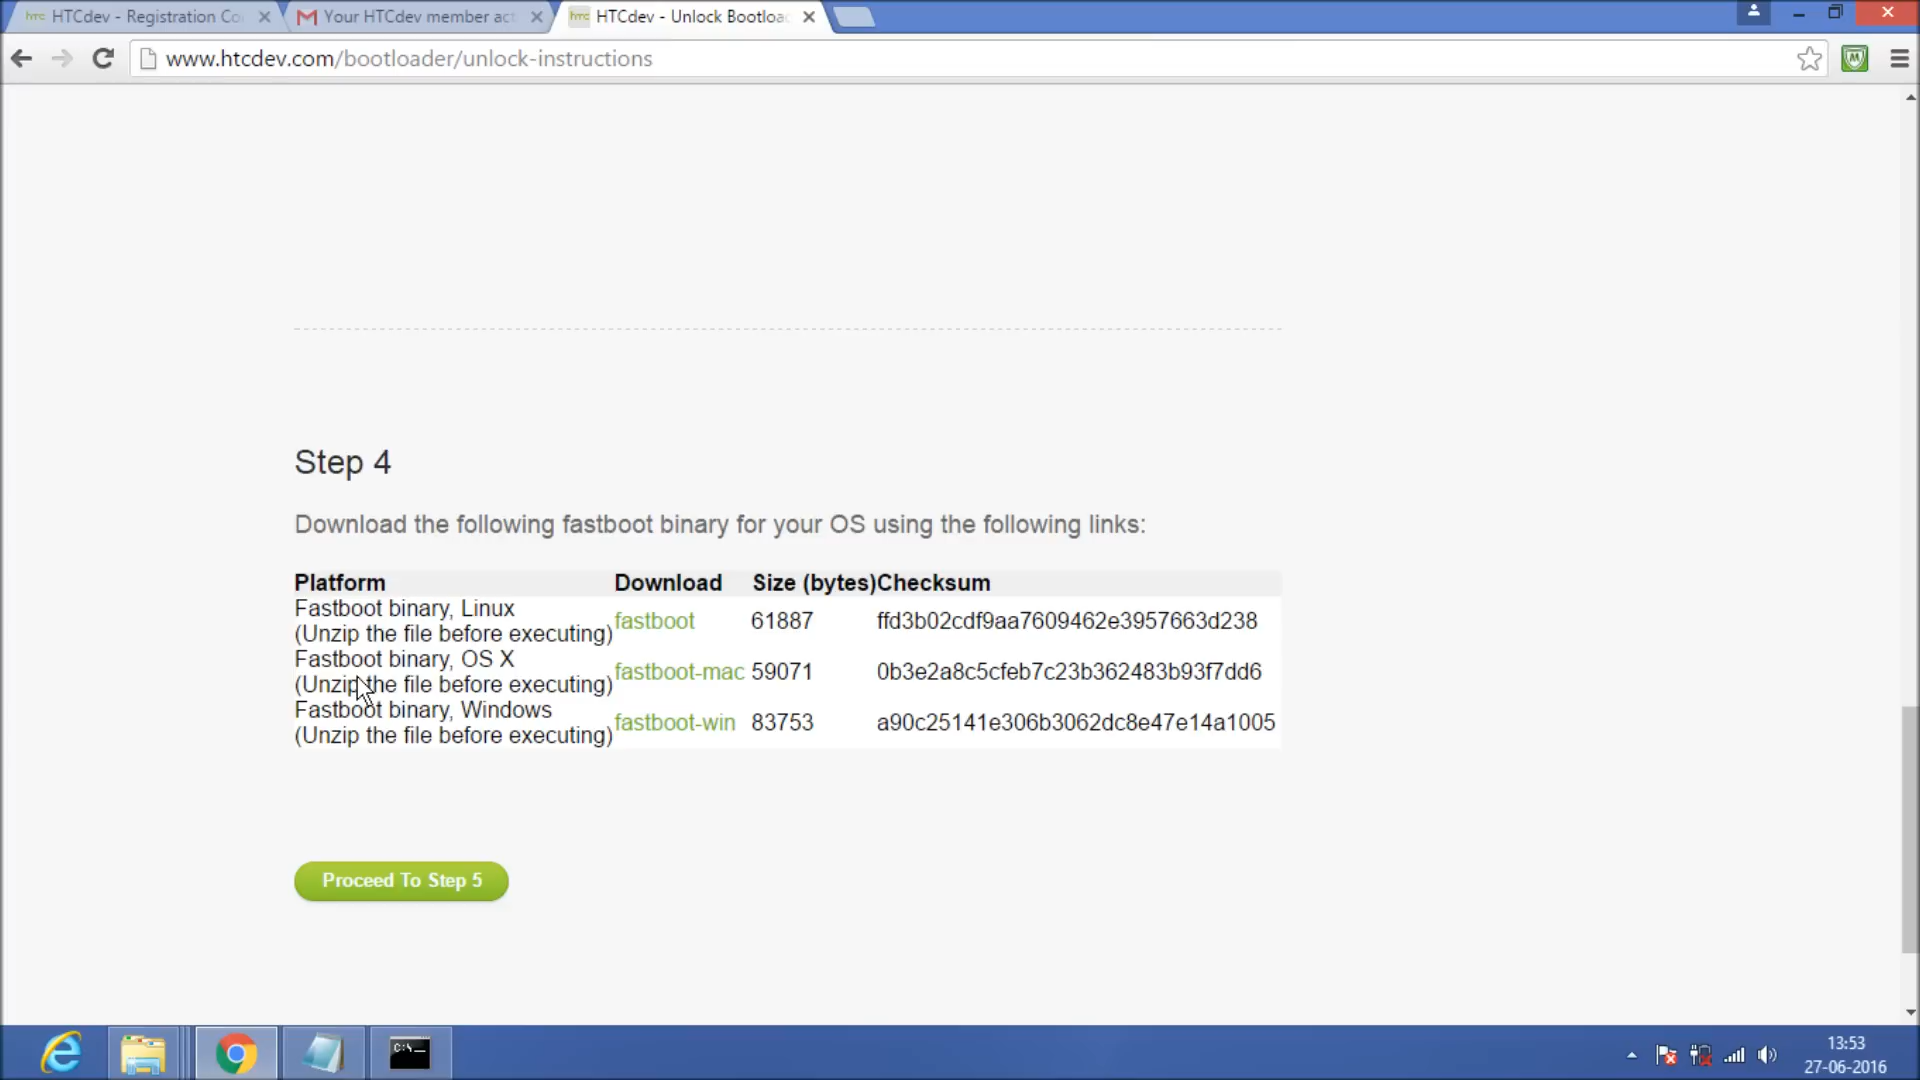 HTCdev - Registration Co
Your HTCdev member act
HTCdev - Unlock Bootloa
www.htcdev.com/bootloader/unlock-instructions
Step 4
Download the following fastboot binary for your OS using the following links:
Platform Download Size (bytes) Checksum
Fastboot binary, Linux
(Unzip the file before executing) fastboot 61887 ffd3b02cdf9aa7609462e3957663d238
Fastboot binary, OS X
(Unzip the file before executing) fastboot-mac 59071 0b3e2a8c5cfeb7c23b362483b93f7dd6
Fastboot binary, Windows
(Unzip the file before executing) fastboot-win 83753 a90c25141e306b3062dc8e47e14a1005
Proceed To Step 5
C:\_
13:53
27-06-2016